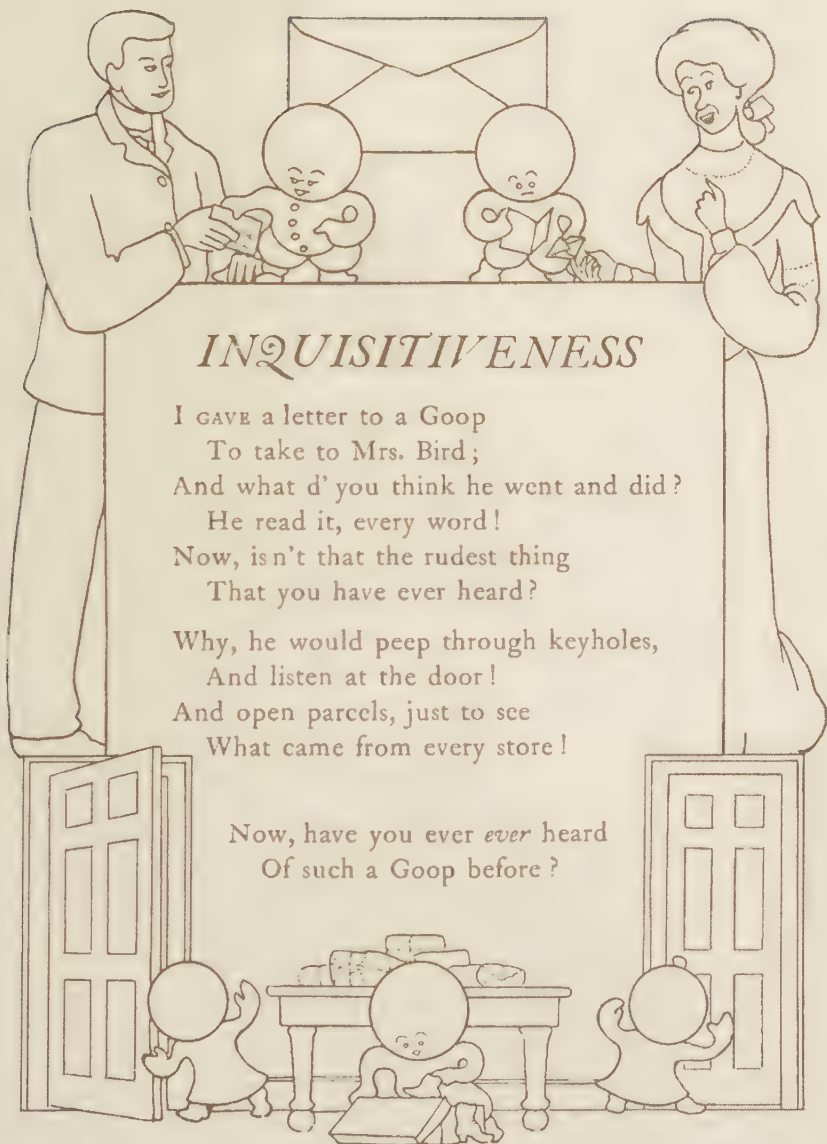 INQUISITIVENESS
I GAVE a letter to a Goop
To take to Mrs. Bird;
And what d' you think he went and did?
He read it, every word!
Now, isn't that the rudest thing
That you have ever heard?
Why, he would peep through keyholes,
And listen at the door!
And open parcels, just to see
What came from every store!
Now, have you ever ever heard
Of such a Goop before?